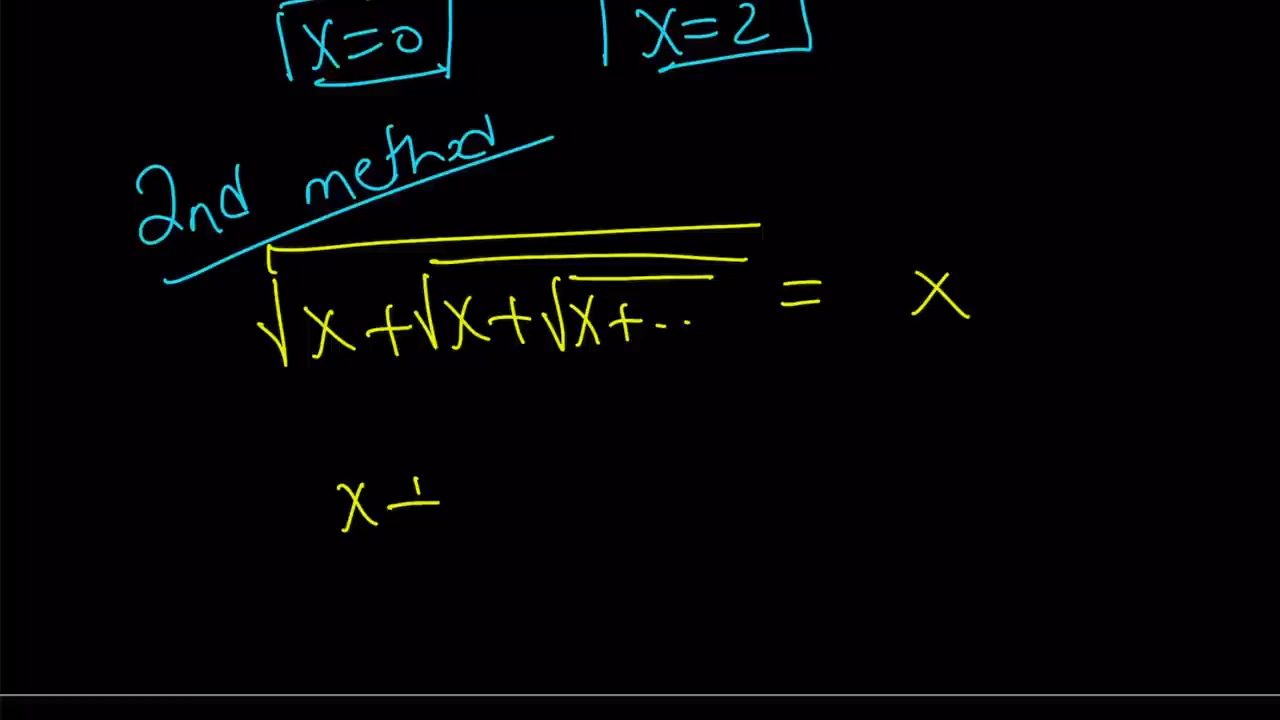 x=0 x=2
2nd method
√(x+√(x+√(x+... = x
x+